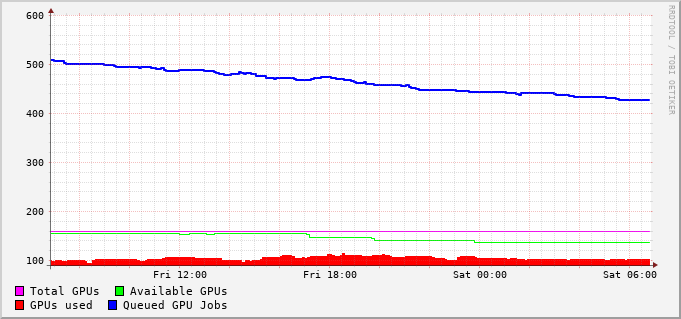 600
500
400
300
200
100
Fri 12:00 Fri 18:00 Sat 00:00 Sat 06:00
Total GPUs Available GPUs
GPUs used Queued GPU Jobs
RRDTOOL / TOBI OETIKER